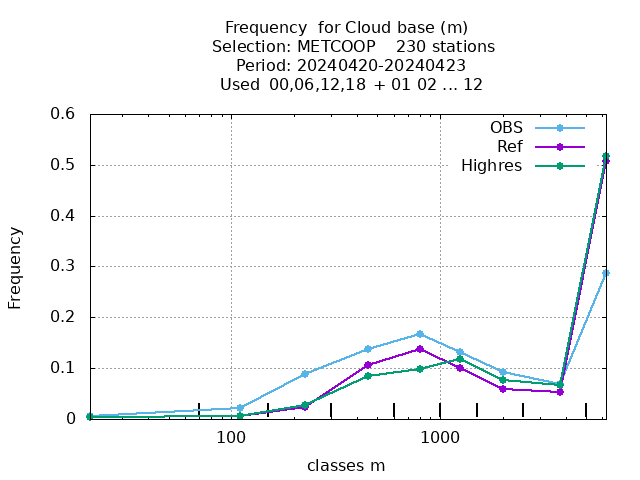 Frequency  for Cloud base (m)
Selection: METCOOP    230 stations
Period: 20240420-20240423
Used  00,06,12,18  + 01 02 ... 12
0.6
0.5
0.4
0.3
0.2
0.1
0
Frequency
OBS
Ref
Highres
100
1000
classes m